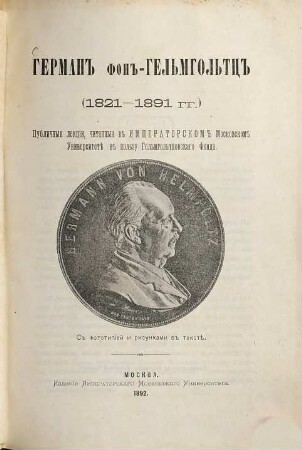 ГЕРМАНЪ фонъ-ГЕЛЬМГОЛЬТЦЪ
(1821—1891 гг.)
Публичныя лекціи, читанныя въ ИМПЕРАТОРСКОМЪ Московскомъ
Университетѣ въ пользу Гельмгольтцовскаго Фонда.
HERMANN VON HELMHOLTZ
Съ фототипіей и рисунками въ текстѣ.
МОСКВА.
Изданіе Императорскаго Московскаго Университета.
1892.